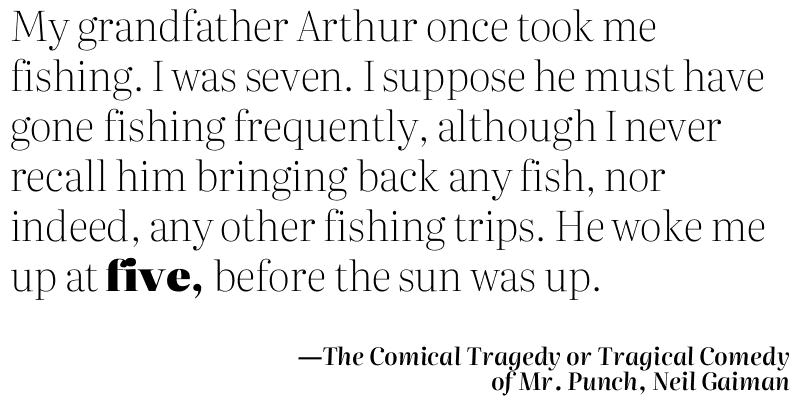 My grandfather Arthur once took me
fishing. I was seven. I suppose he must have
gone fishing frequently, although I never
recall him bringing back any fish, nor
indeed, any other fishing trips. He woke me
up at five, before the sun was up.
—The Comical Tragedy or Tragical Comedy
of Mr. Punch, Neil Gaiman